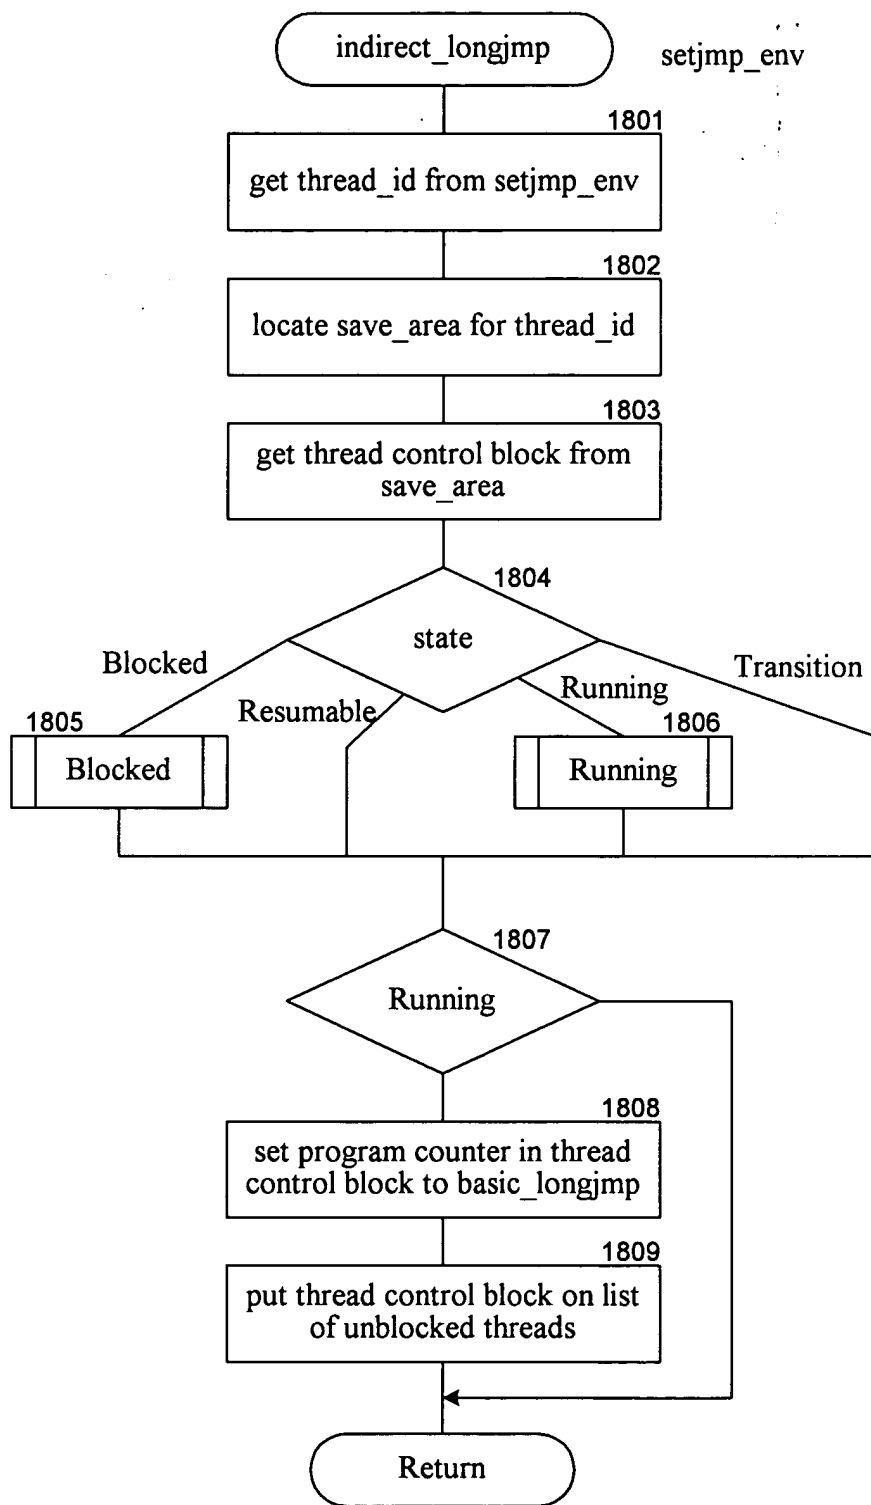 indirect_longjmp
setjmp_env
1801
get thread_id from setjmp_env
1802
locate save_area for thread_id
1803
get thread control block from
save_area
1804
state
Blocked
Resumable
Running
Transition
1805
Blocked
1806
Running
1807
Running
1808
set program counter in thread
control block to basic_longjmp
1809
put thread control block on list
of unblocked threads
Return